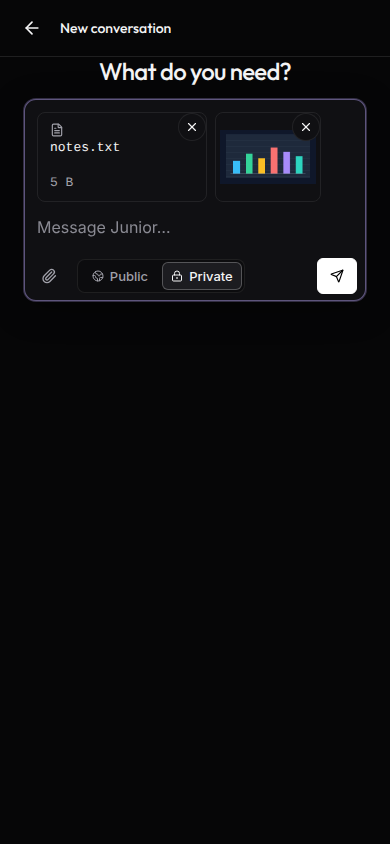 New conversation
What do you need?
notes.txt
5 B
Message Junior...
Public
Private